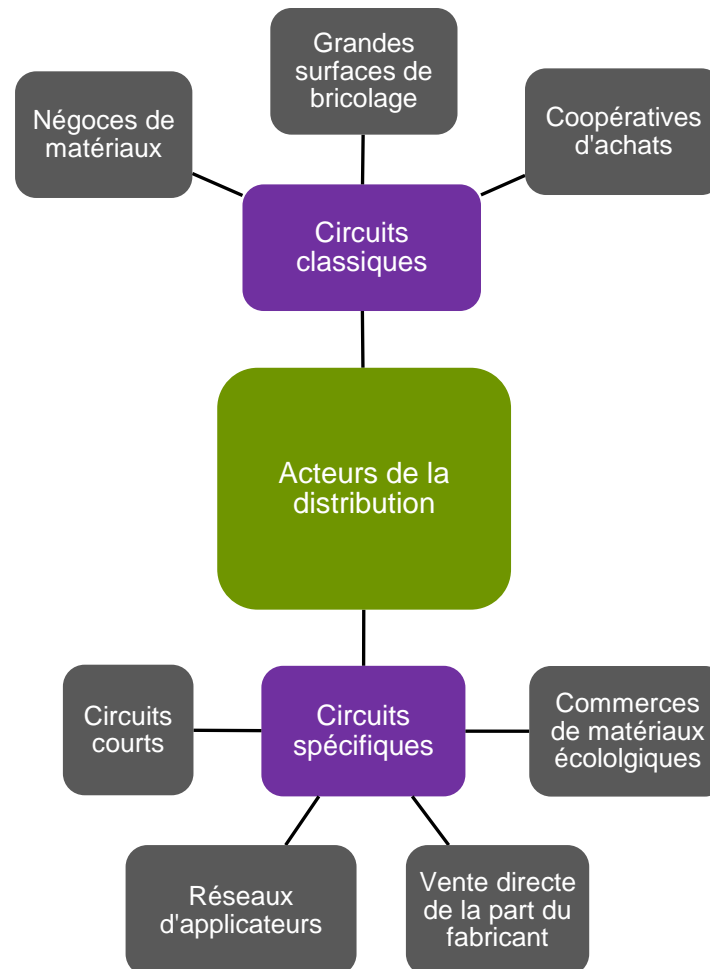 Grandes
surfaces de
bricolage
Négoces de
matériaux
Coopératives
d'achats
Circuits
classiques
Acteurs de la
distribution
Circuits
courts
Circuits
spécifiques
Commerces
de matériaux
écololgiques
Réseaux
d'applicateurs
Vente directe
de la part du
fabricant